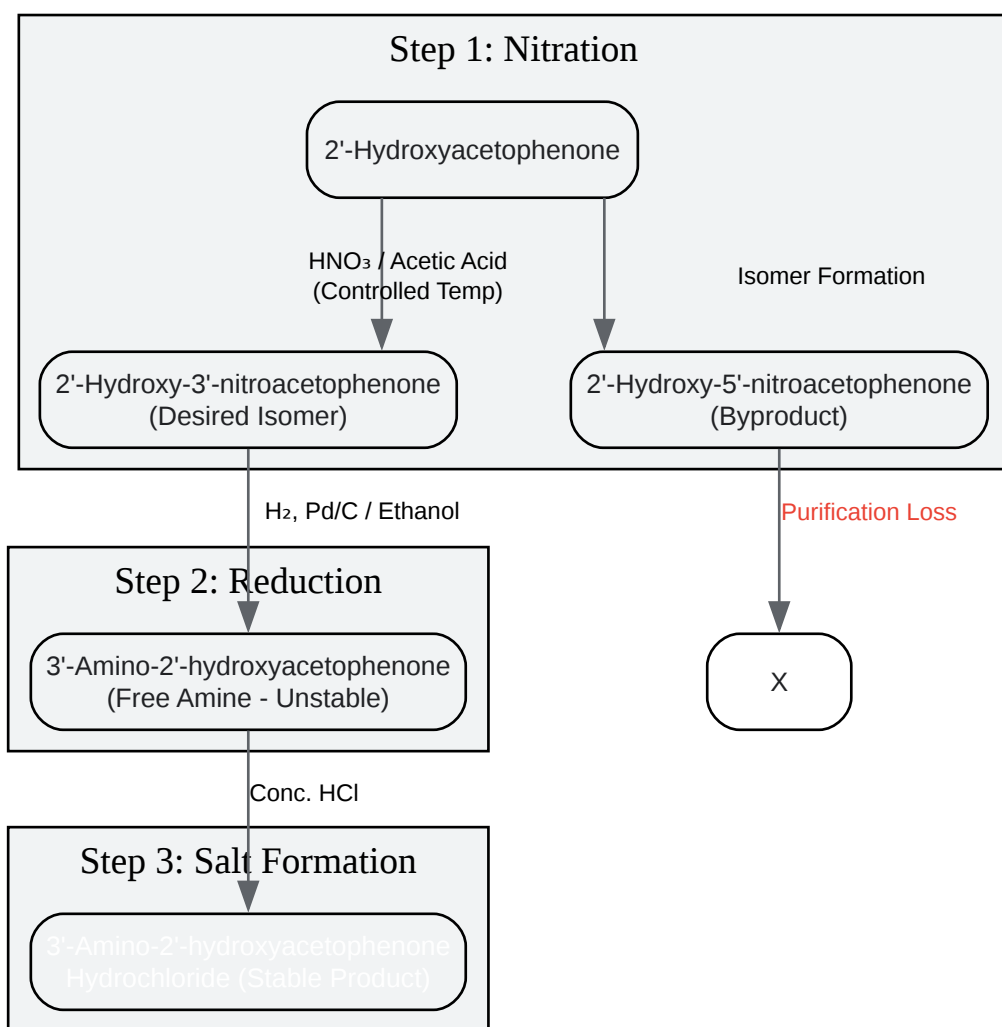 Step 1: Nitration
2'-Hydroxyacetophenone
HNO₃ / Acetic Acid
(Controlled Temp)
Isomer Formation
2'-Hydroxy-3'-nitroacetophenone
(Desired Isomer)
2'-Hydroxy-5'-nitroacetophenone
(Byproduct)
H₂, Pd/C / Ethanol
Purification Loss
Step 2: Reduction
3'-Amino-2'-hydroxyacetophenone
(Free Amine - Unstable)
X
Conc. HCl
Step 3: Salt Formation
3'-Amino-2'-hydroxyacetophenone
Hydrochloride (Stable Product)